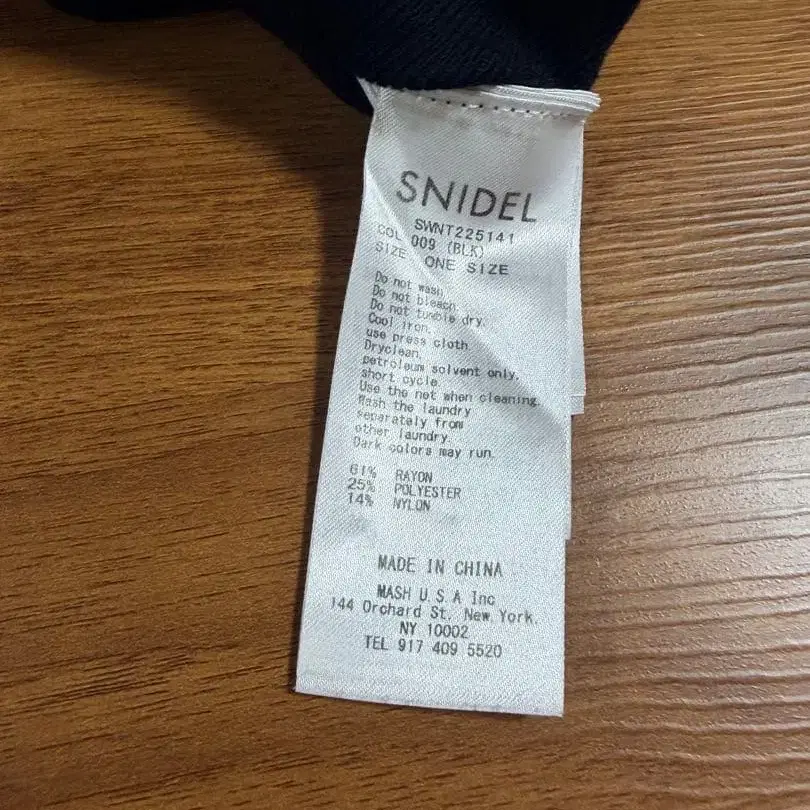 SNIDEL
SWNT225141
COL 009 (BLK)
SIZE ONE SIZE
Do not wash.
Do not bleach.
Do not tumble dry.
Cool iron.
use press cloth.
Dryclean.
petroleum solvent only.
short cycle.
Use the net when cleaning.
Wash the laundry
separately from
other laundry.
Dark colors may run.
61% RAYON
25% POLYESTER
14% NYLON
MADE IN CHINA
MASH U.S.A Inc
144 Orchard St. New York.
NY 10002
TEL 917 409 5520